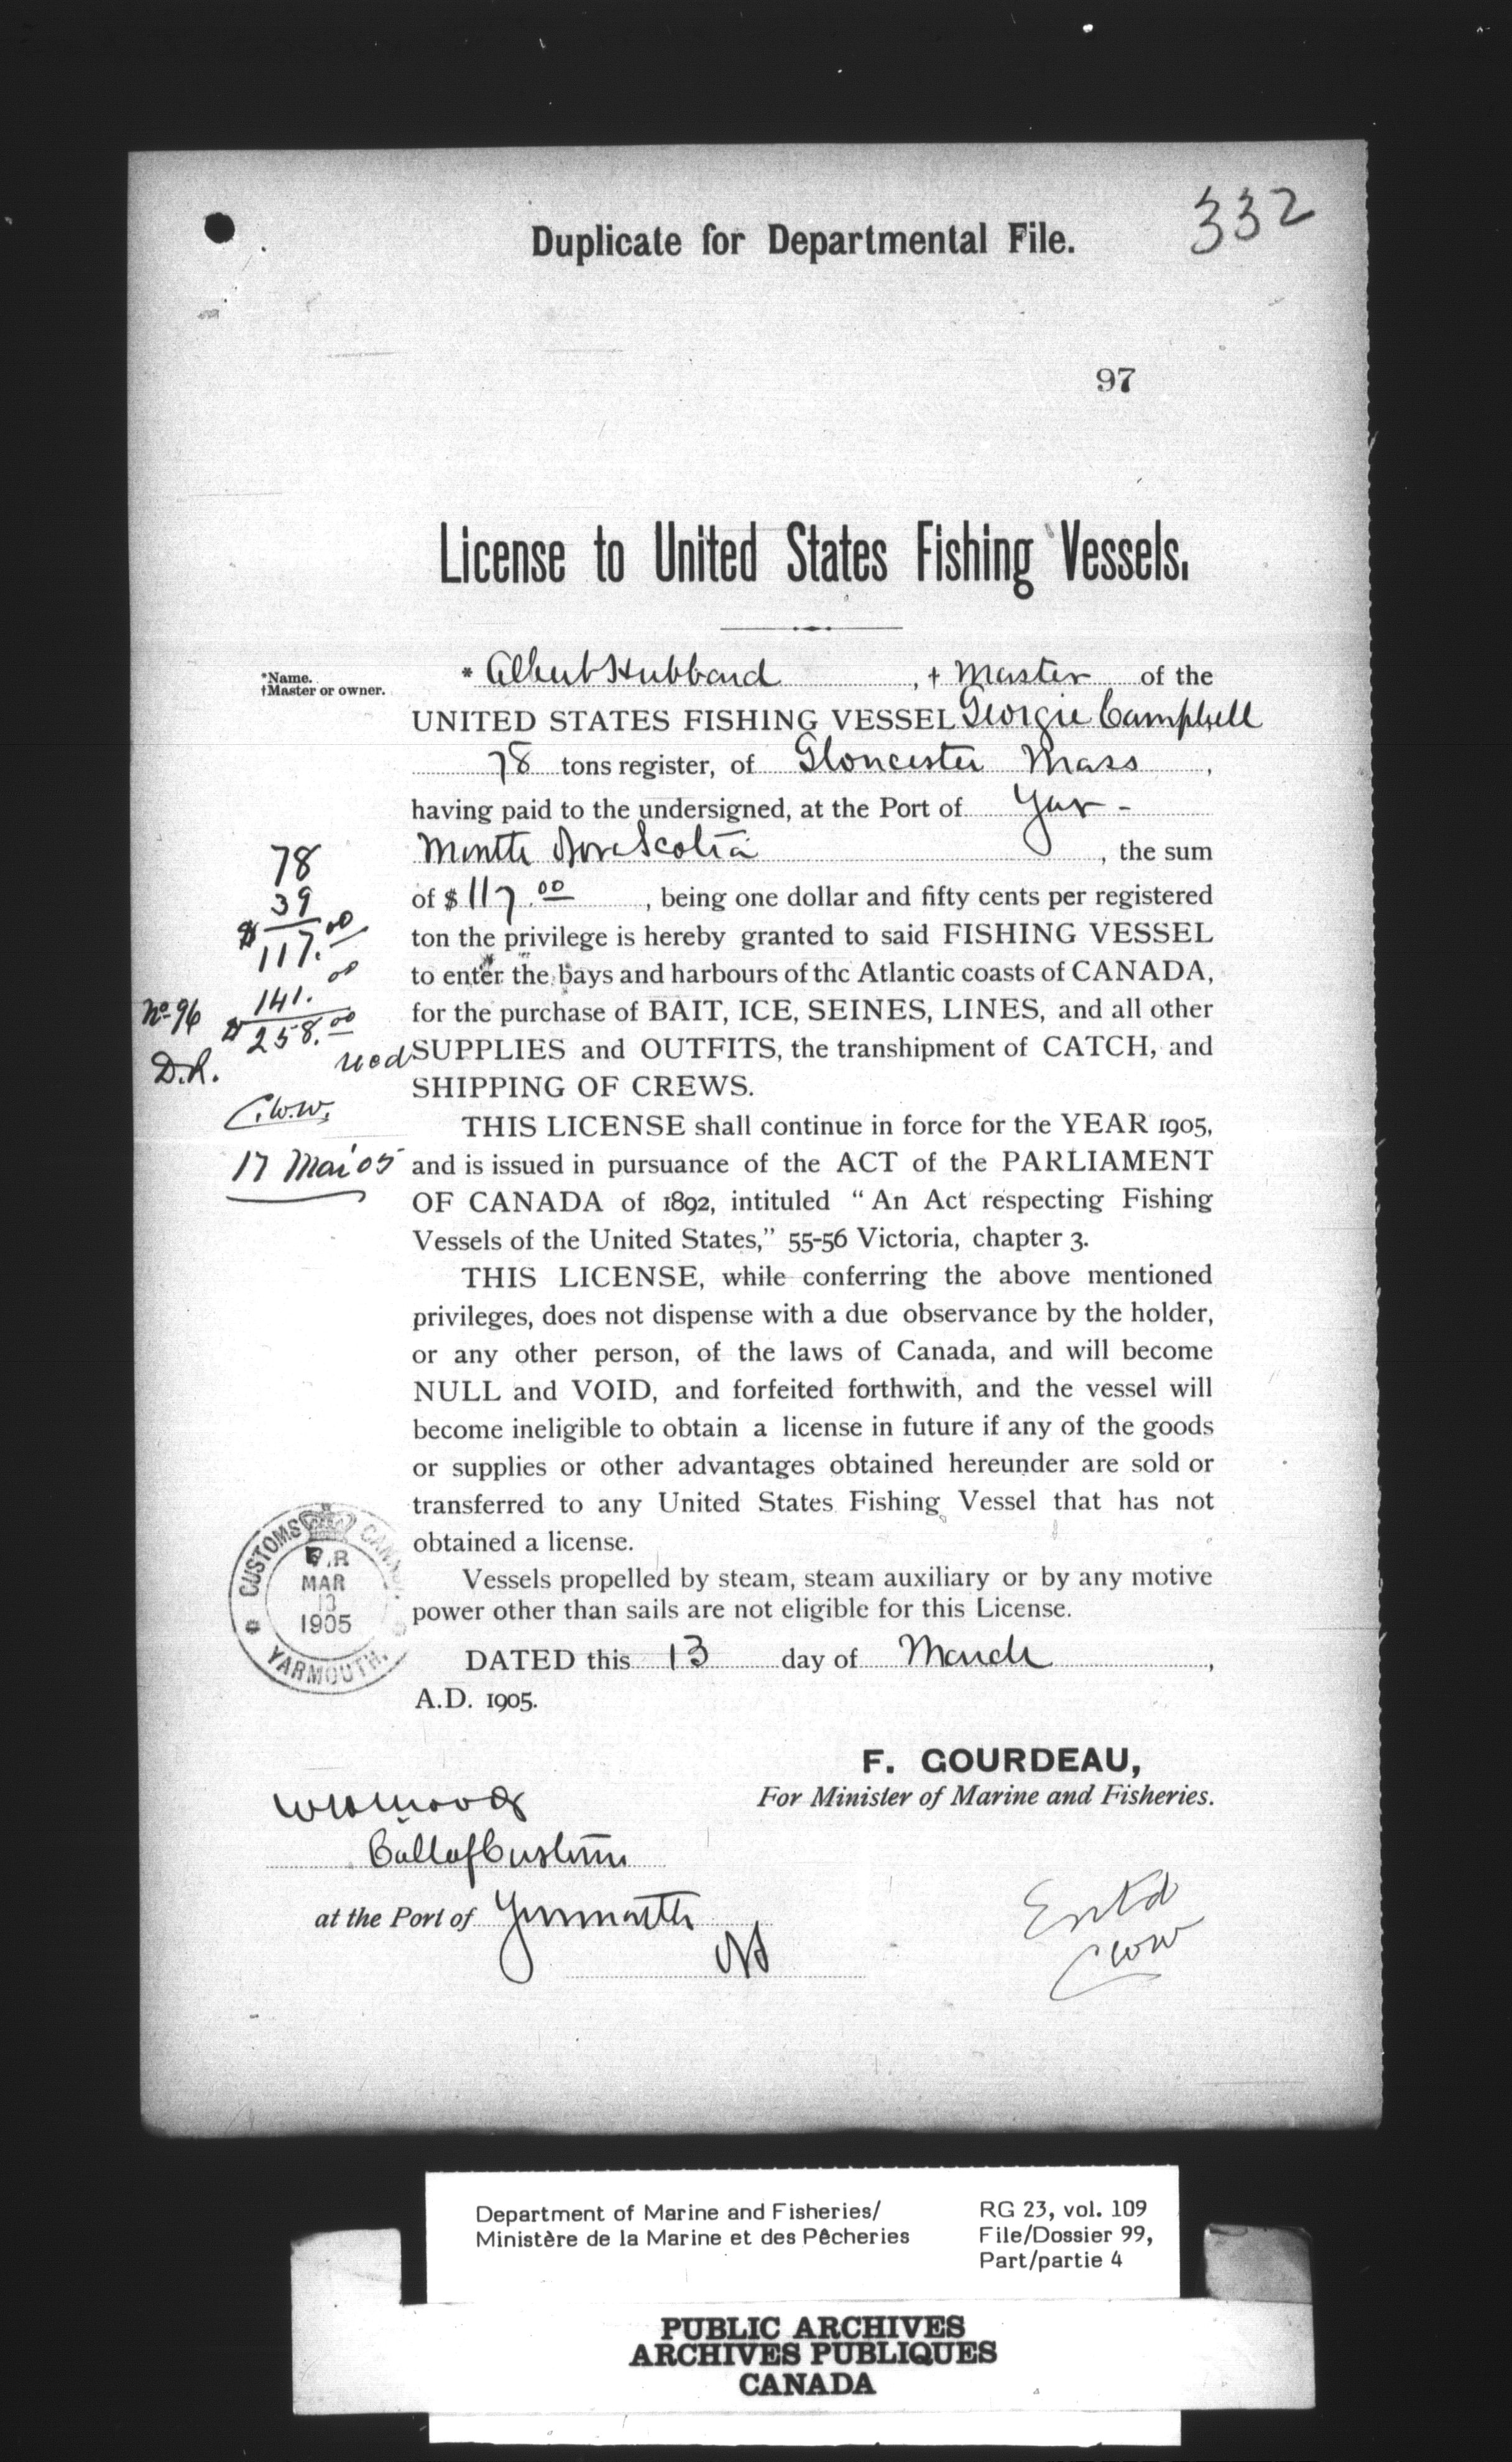 332
Duplicate for Departmental File.
97
License to United States Fishing Vessels.
*Name.
†Master or owner.
* Albert Hubbard, † Master of the
UNITED STATES FISHING VESSEL Georgie Campbell
78 tons register, of Gloucester Mass,
having paid to the undersigned, at the Port of Yar-
mouth Nova Scotia, the sum
of $ 117.00, being one dollar and fifty cents per registered
ton the privilege is hereby granted to said FISHING VESSEL
to enter the bays and harbours of the Atlantic coasts of CANADA,
for the purchase of BAIT, ICE, SEINES, LINES, and all other
SUPPLIES and OUTFITS, the transhipment of CATCH, and
SHIPPING OF CREWS.
78
39
$ 117.00
No 96 141.00
$ 258.00
D.R.
C.W.W.
17 Mar 05
THIS LICENSE shall continue in force for the YEAR 1905,
and is issued in pursuance of the ACT of the PARLIAMENT
OF CANADA of 1892, intituled "An Act respecting Fishing
Vessels of the United States," 55-56 Victoria, chapter 3.
THIS LICENSE, while conferring the above mentioned
privileges, does not dispense with a due observance by the holder,
or any other person, of the laws of Canada, and will become
NULL and VOID, and forfeited forthwith, and the vessel will
become ineligible to obtain a license in future if any of the goods
or supplies or other advantages obtained hereunder are sold or
transferred to any United States Fishing Vessel that has not
obtained a license.
Vessels propelled by steam, steam auxiliary or by any motive
power other than sails are not eligible for this License.
CUSTOMS CANADA
MAR
13
1905
YARMOUTH.
DATED this 13 day of March,
A.D. 1905.
F. GOURDEAU,
For Minister of Marine and Fisheries.
Coll of Customs
at the Port of Yarmouth
NS
Entd
CWW
Department of Marine and Fisheries/
Ministère de la Marine et des Pêcheries
RG 23, vol. 109
File/Dossier 99,
Part/partie 4
PUBLIC ARCHIVES
ARCHIVES PUBLIQUES
CANADA